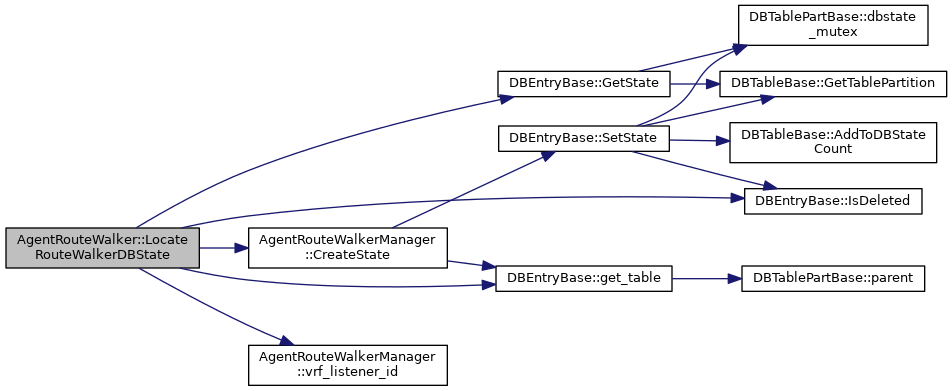 AgentRouteWalker::Locate
RouteWalkerDBState
DBEntryBase::GetState
DBEntryBase::SetState
AgentRouteWalkerManager
::CreateState
DBEntryBase::get_table
AgentRouteWalkerManager
::vrf_listener_id
DBTablePartBase::dbstate
_mutex
DBTableBase::GetTablePartition
DBTableBase::AddToDBState
Count
DBEntryBase::IsDeleted
DBTablePartBase::parent